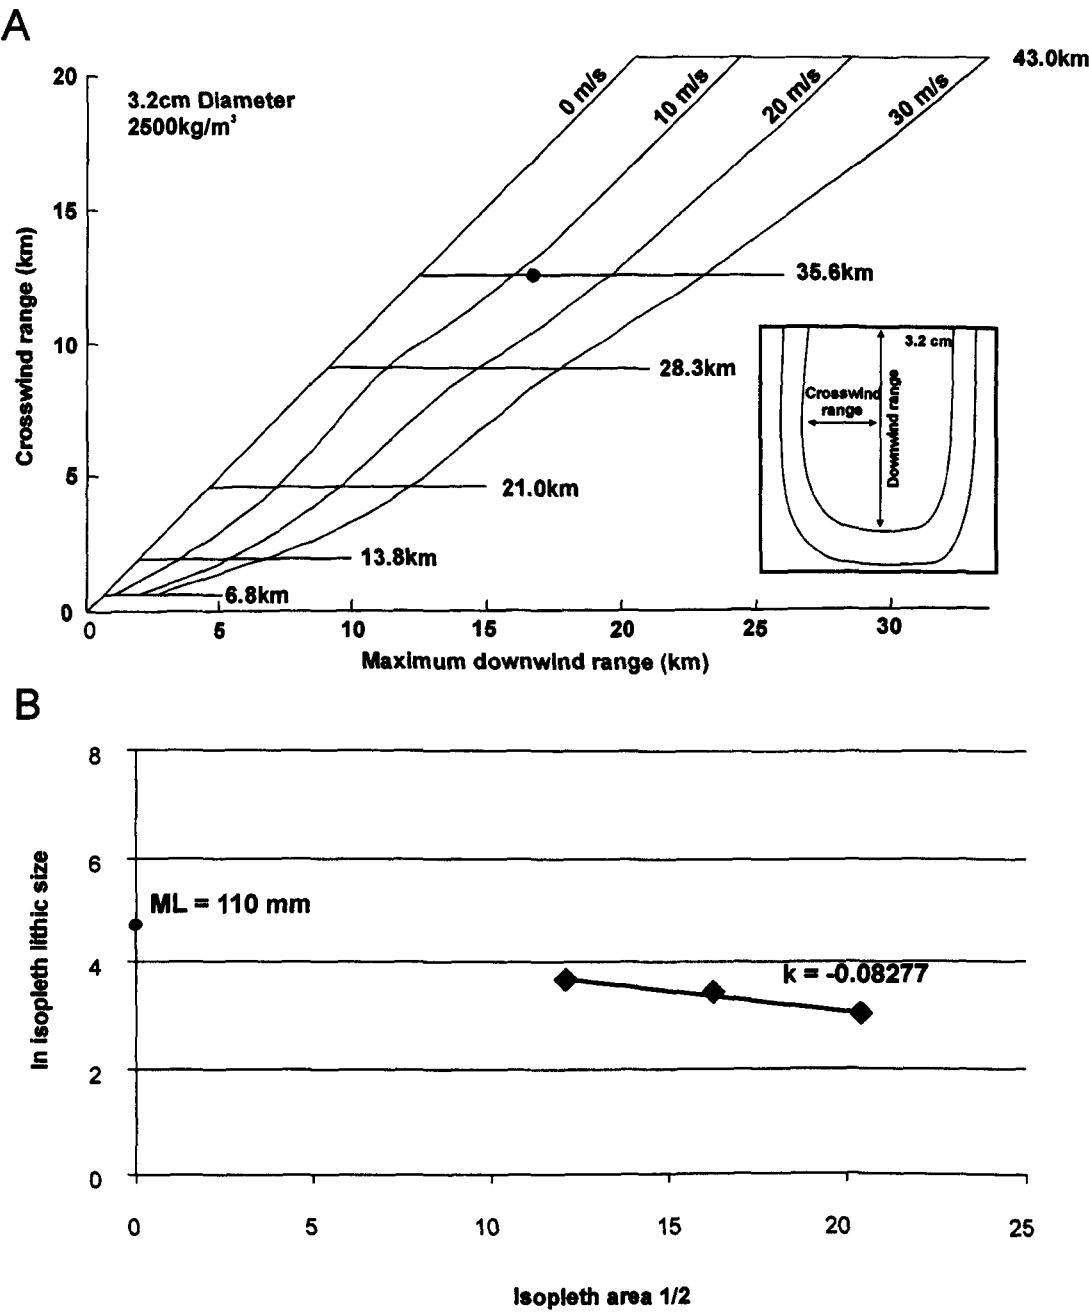 A
3.2cm Diameter
2500kg/m³
0 m/s
10 m/s
20 m/s
30 m/s
43.0km
35.6km
28.3km
21.0km
13.8km
6.8km
20
15
10
5
0
Crosswind range (km)
0
5
10
15
20
25
30
Maximum downwind range (km)
3.2 cm
Crosswind
range
Downwind range
B
8
6
4
2
0
ln isopleth lithic size
ML = 110 mm
k = -0.08277
0
5
10
15
20
25
Isopleth area 1/2